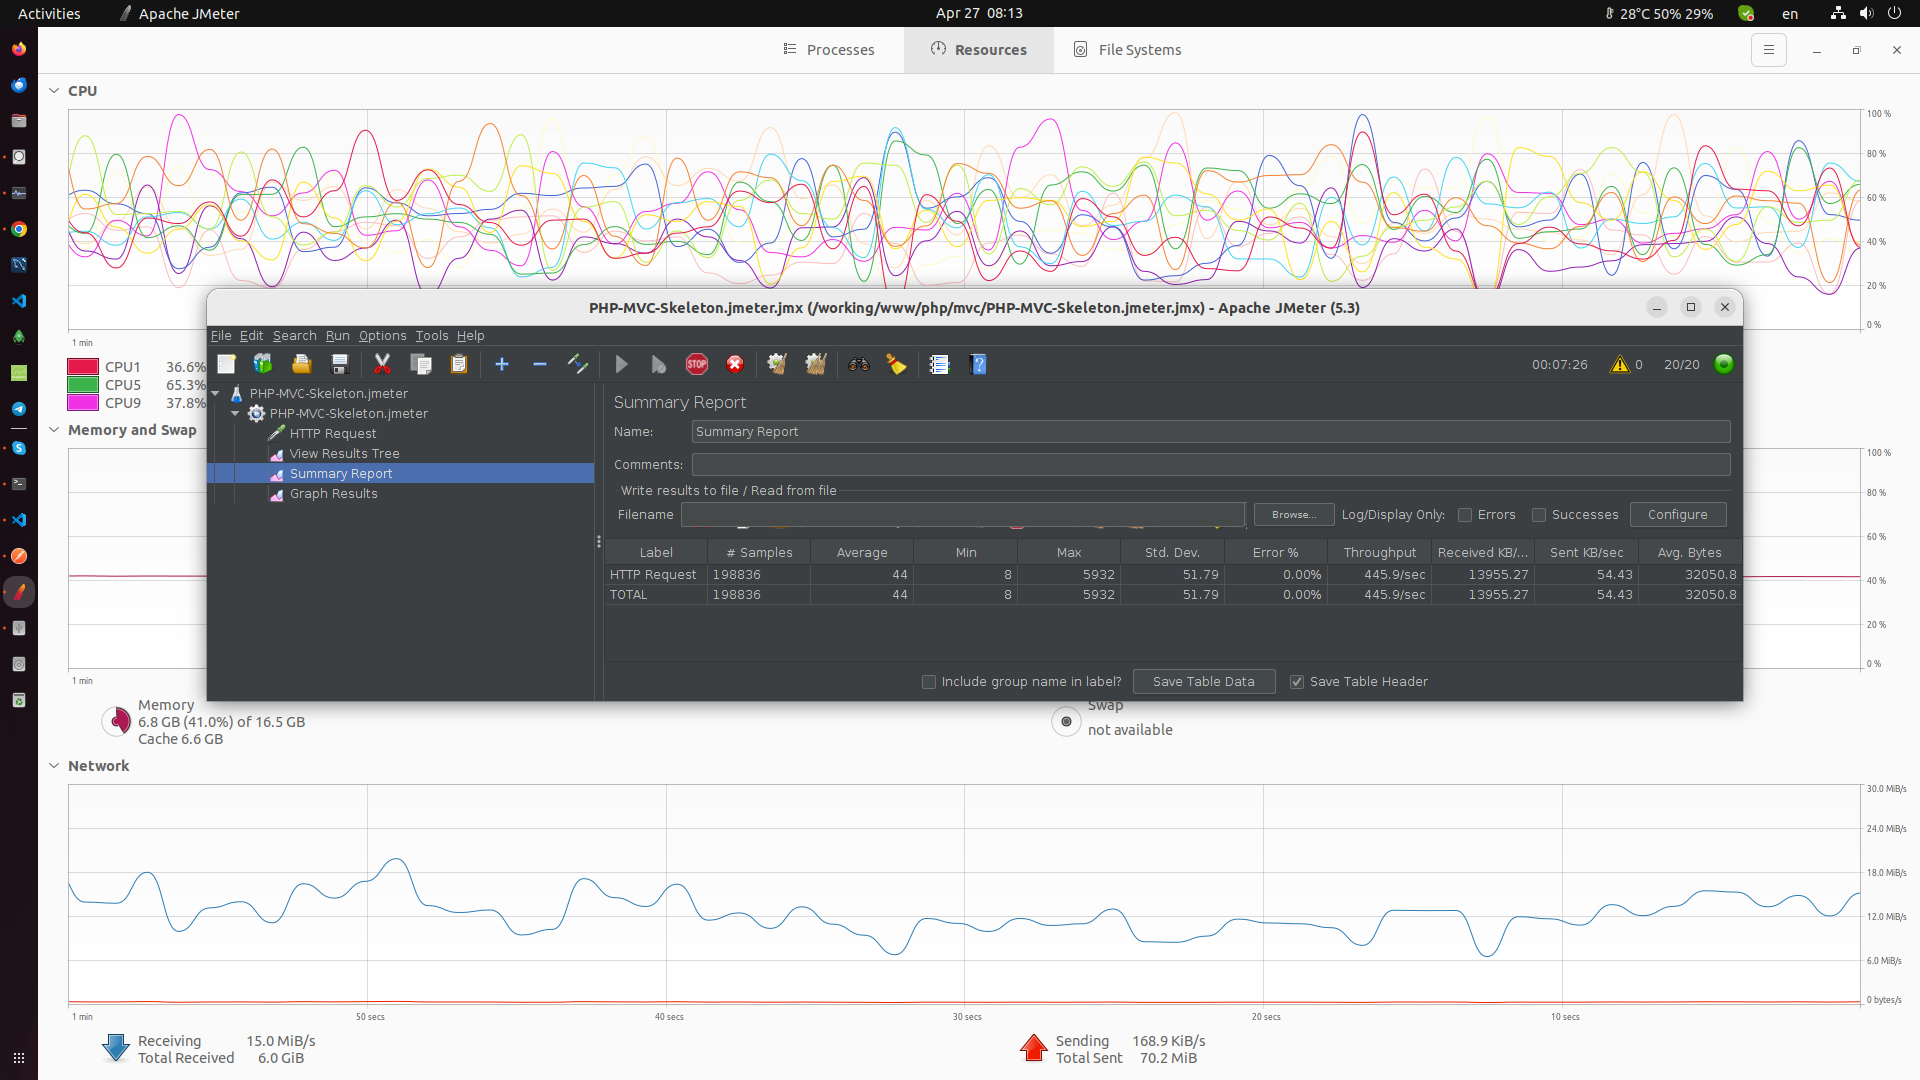 Activities
Apache JMeter
Apr 27 08:13
28°C 50% 29%
en
Processes
Resources
File Systems
CPU
100 %
80 %
60 %
40 %
20 %
0 %
1 min
CPU1 36.6%
CPU5 65.3%
CPU9 37.8%
PHP-MVC-Skeleton.jmeter.jmx (/working/www/php/mvc/PHP-MVC-Skeleton.jmeter.jmx) - Apache JMeter (5.3)
File Edit Search Run Options Tools Help
STOP
00:07:26
0
20/20
PHP-MVC-Skeleton.jmeter
PHP-MVC-Skeleton.jmeter
HTTP Request
View Results Tree
Summary Report
Graph Results
Summary Report
Name: Summary Report
Comments:
Write results to file / Read from file
Filename Browse... Log/Display Only: Errors Successes Configure
Label # Samples Average Min Max Std. Dev. Error % Throughput Received KB/... Sent KB/sec Avg. Bytes
HTTP Request 198836 44 8 5932 51.79 0.00% 445.9/sec 13955.27 54.43 32050.8
TOTAL 198836 44 8 5932 51.79 0.00% 445.9/sec 13955.27 54.43 32050.8
Include group name in label? Save Table Data Save Table Header
Memory and Swap
100 %
80 %
60 %
40 %
20 %
0 %
1 min
Memory
6.8 GB (41.0%) of 16.5 GB
Cache 6.6 GB
Swap
not available
Network
30.0 MiB/s
24.0 MiB/s
18.0 MiB/s
12.0 MiB/s
6.0 MiB/s
0 bytes/s
1 min 50 secs 40 secs 30 secs 20 secs 10 secs
Receiving 15.0 MiB/s
Total Received 6.0 GiB
Sending 168.9 KiB/s
Total Sent 70.2 MiB